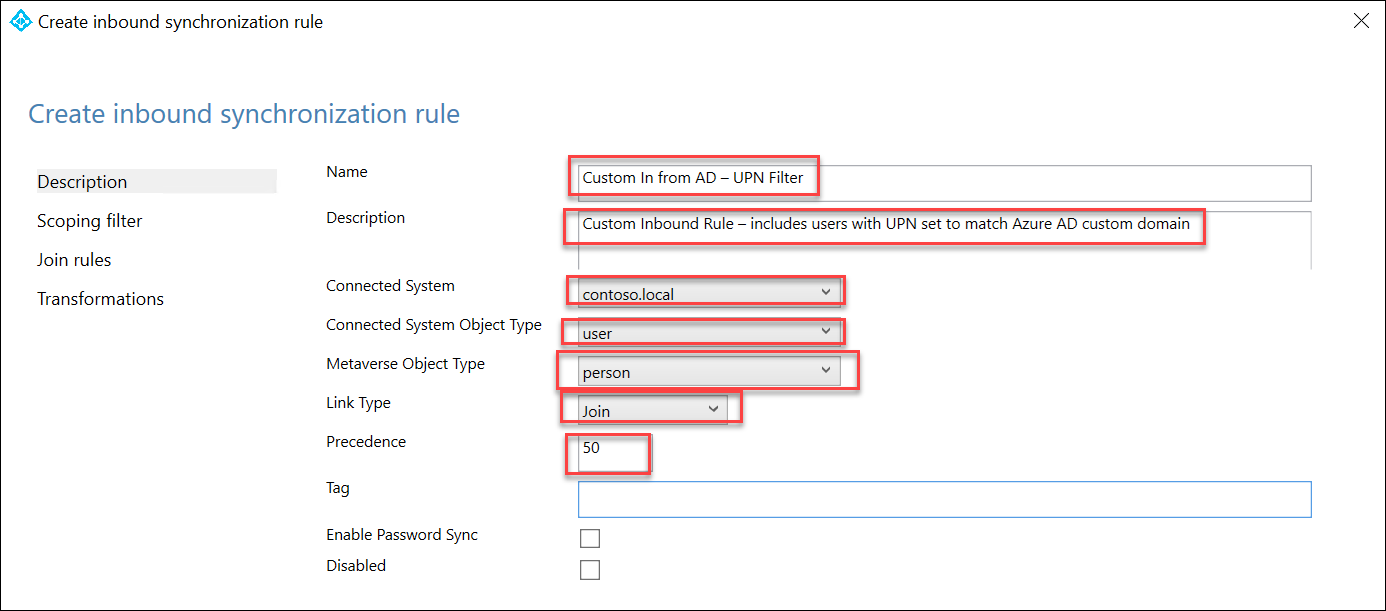 Create inbound synchronization rule
Create inbound synchronization rule
Description
Scoping filter
Join rules
Transformations
Name
Custom In from AD – UPN Filter
Description
Custom Inbound Rule – includes users with UPN set to match Azure AD custom domain
Connected System
contoso.local
Connected System Object Type
user
Metaverse Object Type
person
Link Type
Join
Precedence
50
Tag
Enable Password Sync
Disabled